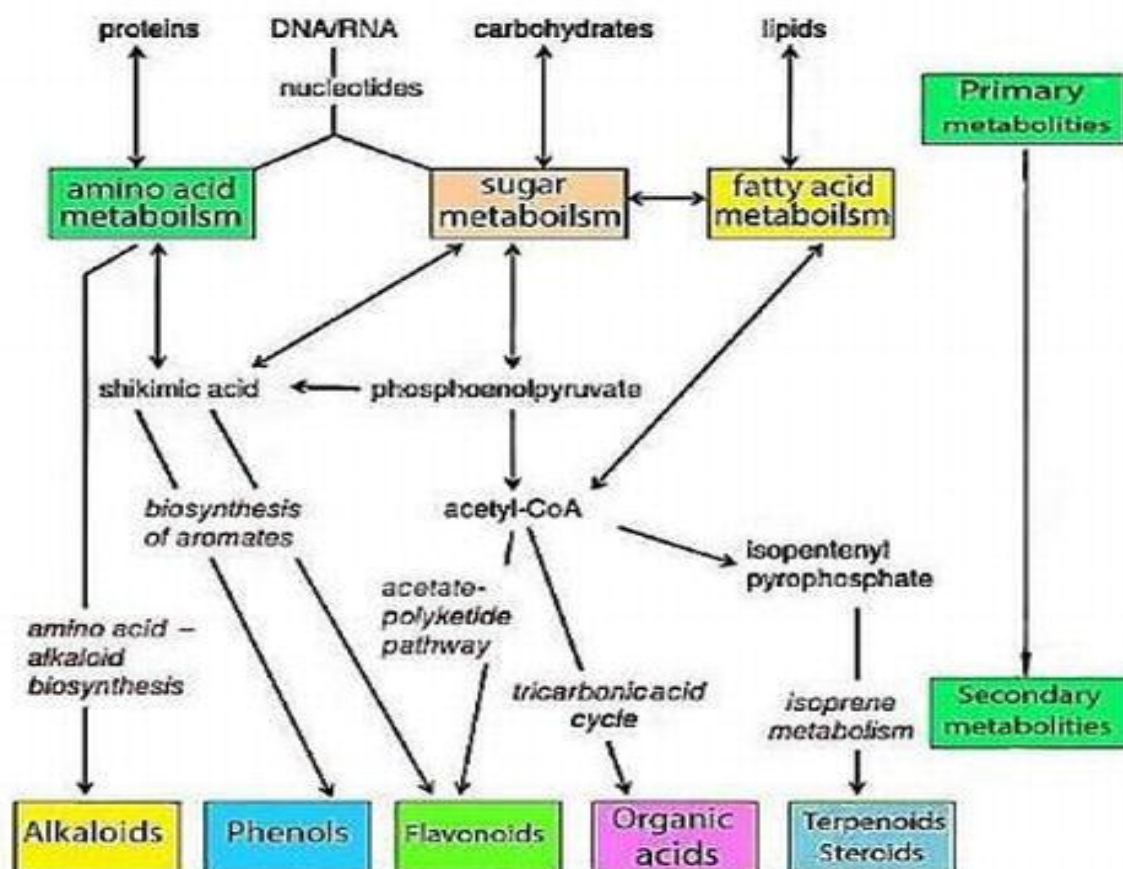 proteins
DNA/RNA
carbohydrates
lipids
nucleotides
Primary
metabolities
amino acid
metaboilsm
sugar
metaboilsm
fatty acid
metaboilsm
shikimic acid
phosphoenolpyruvate
biosynthesis
of aromates
acetyl-CoA
isopentenyl
pyrophosphate
acetate-
polyketide
pathway
amino acid –
alkaloid
biosynthesis
tricarbonic acid
cycle
isoprene
metabolism
Secondary
metabolities
Alkaloids
Phenols
Flavonoids
Organic
acids
Terpenoids
Steroids